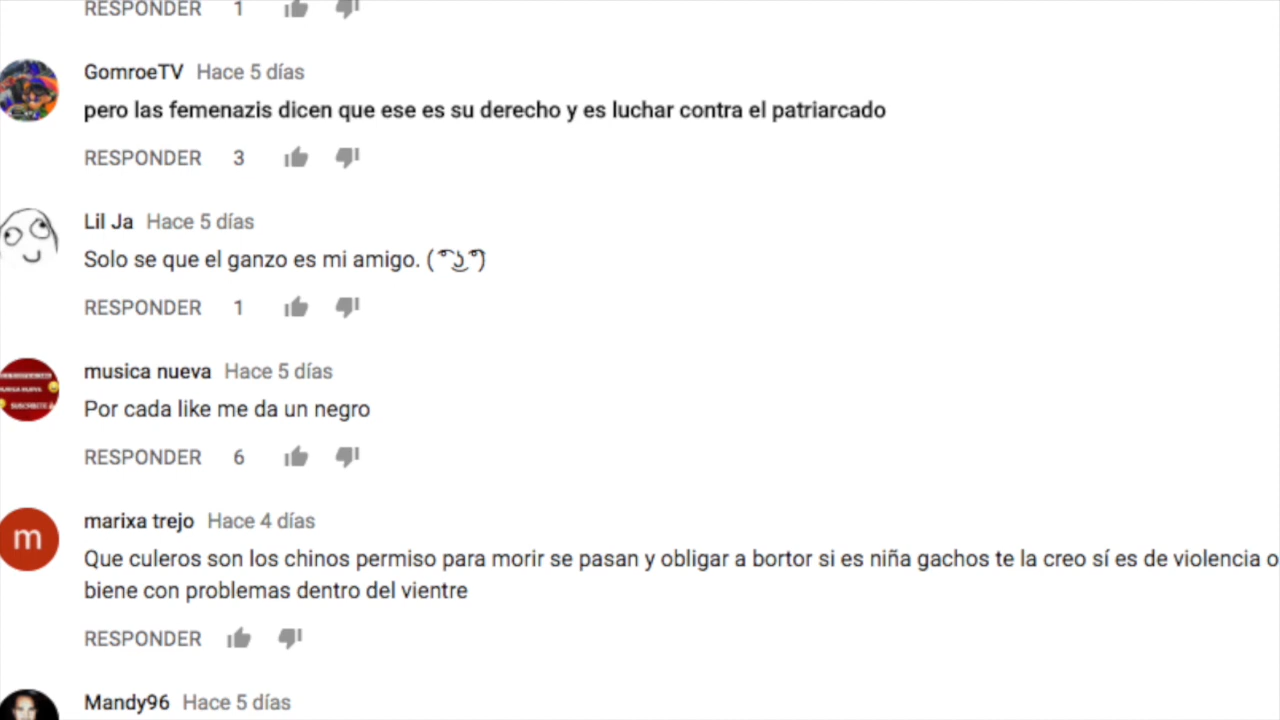 RESPONDER 1
GomroeTV Hace 5 días
pero las femenazis dicen que ese es su derecho y es luchar contra el patriarcado
RESPONDER 3
Lil Ja Hace 5 días
Solo se que el ganzo es mi amigo. ( ͡° ͜ʖ ͡°)
RESPONDER 1
musica nueva Hace 5 días
Por cada like me da un negro
RESPONDER 6
m
marixa trejo Hace 4 días
Que culeros son los chinos permiso para morir se pasan y obligar a bortor si es niña gachos te la creo sí es de violencia o
biene con problemas dentro del vientre
RESPONDER
Mandy96 Hace 5 días